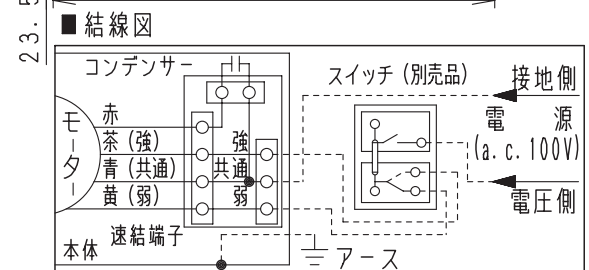 23.5
■結線図
コンデンサー
スイッチ(別売品)
接地側
電源
(a.c.100V)
電圧側
モーター
赤
茶(強)
青(共通)
黄(弱)
強
共通
弱
速結端子
本体
アース